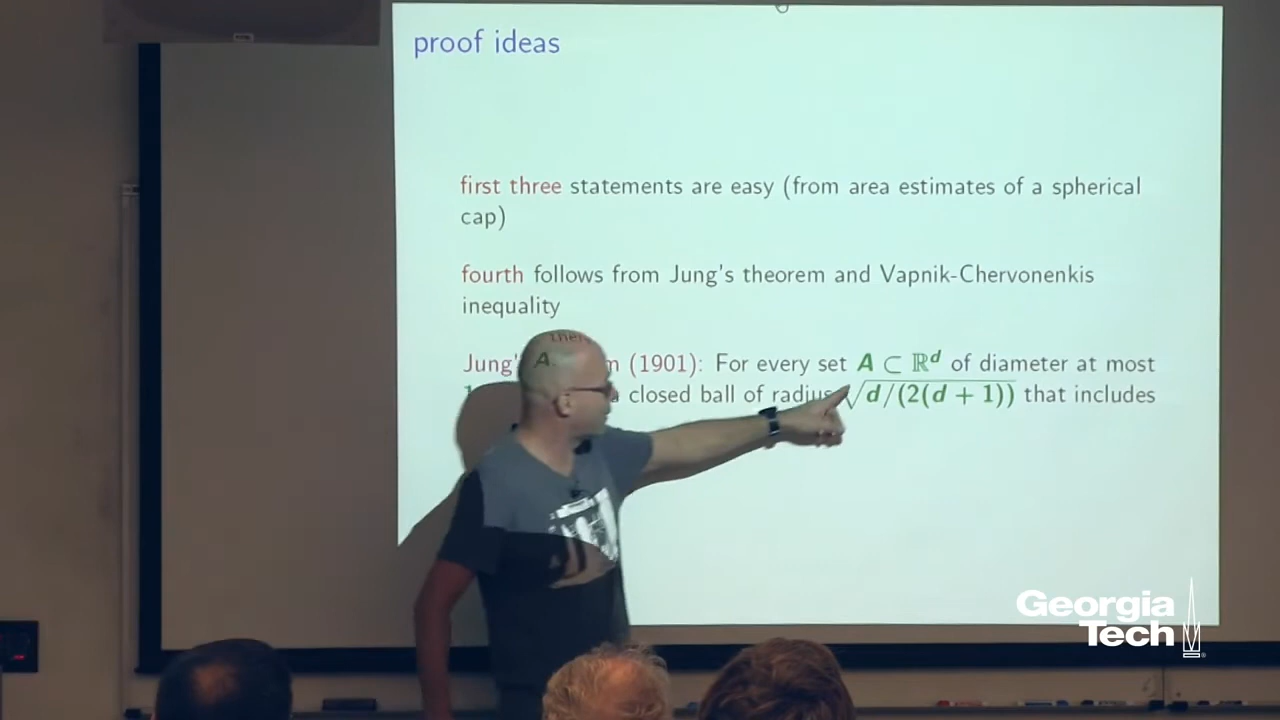 proof ideas
first three statements are easy (from area estimates of a spherical
cap)
fourth follows from Jung's theorem and Vapnik-Chervonenkis
inequality
(1901): For every set A ⊂ ℝᵈ of diameter at most
closed ball of radius √d/(2(d + 1)) that includes
A
Georgia
Tech